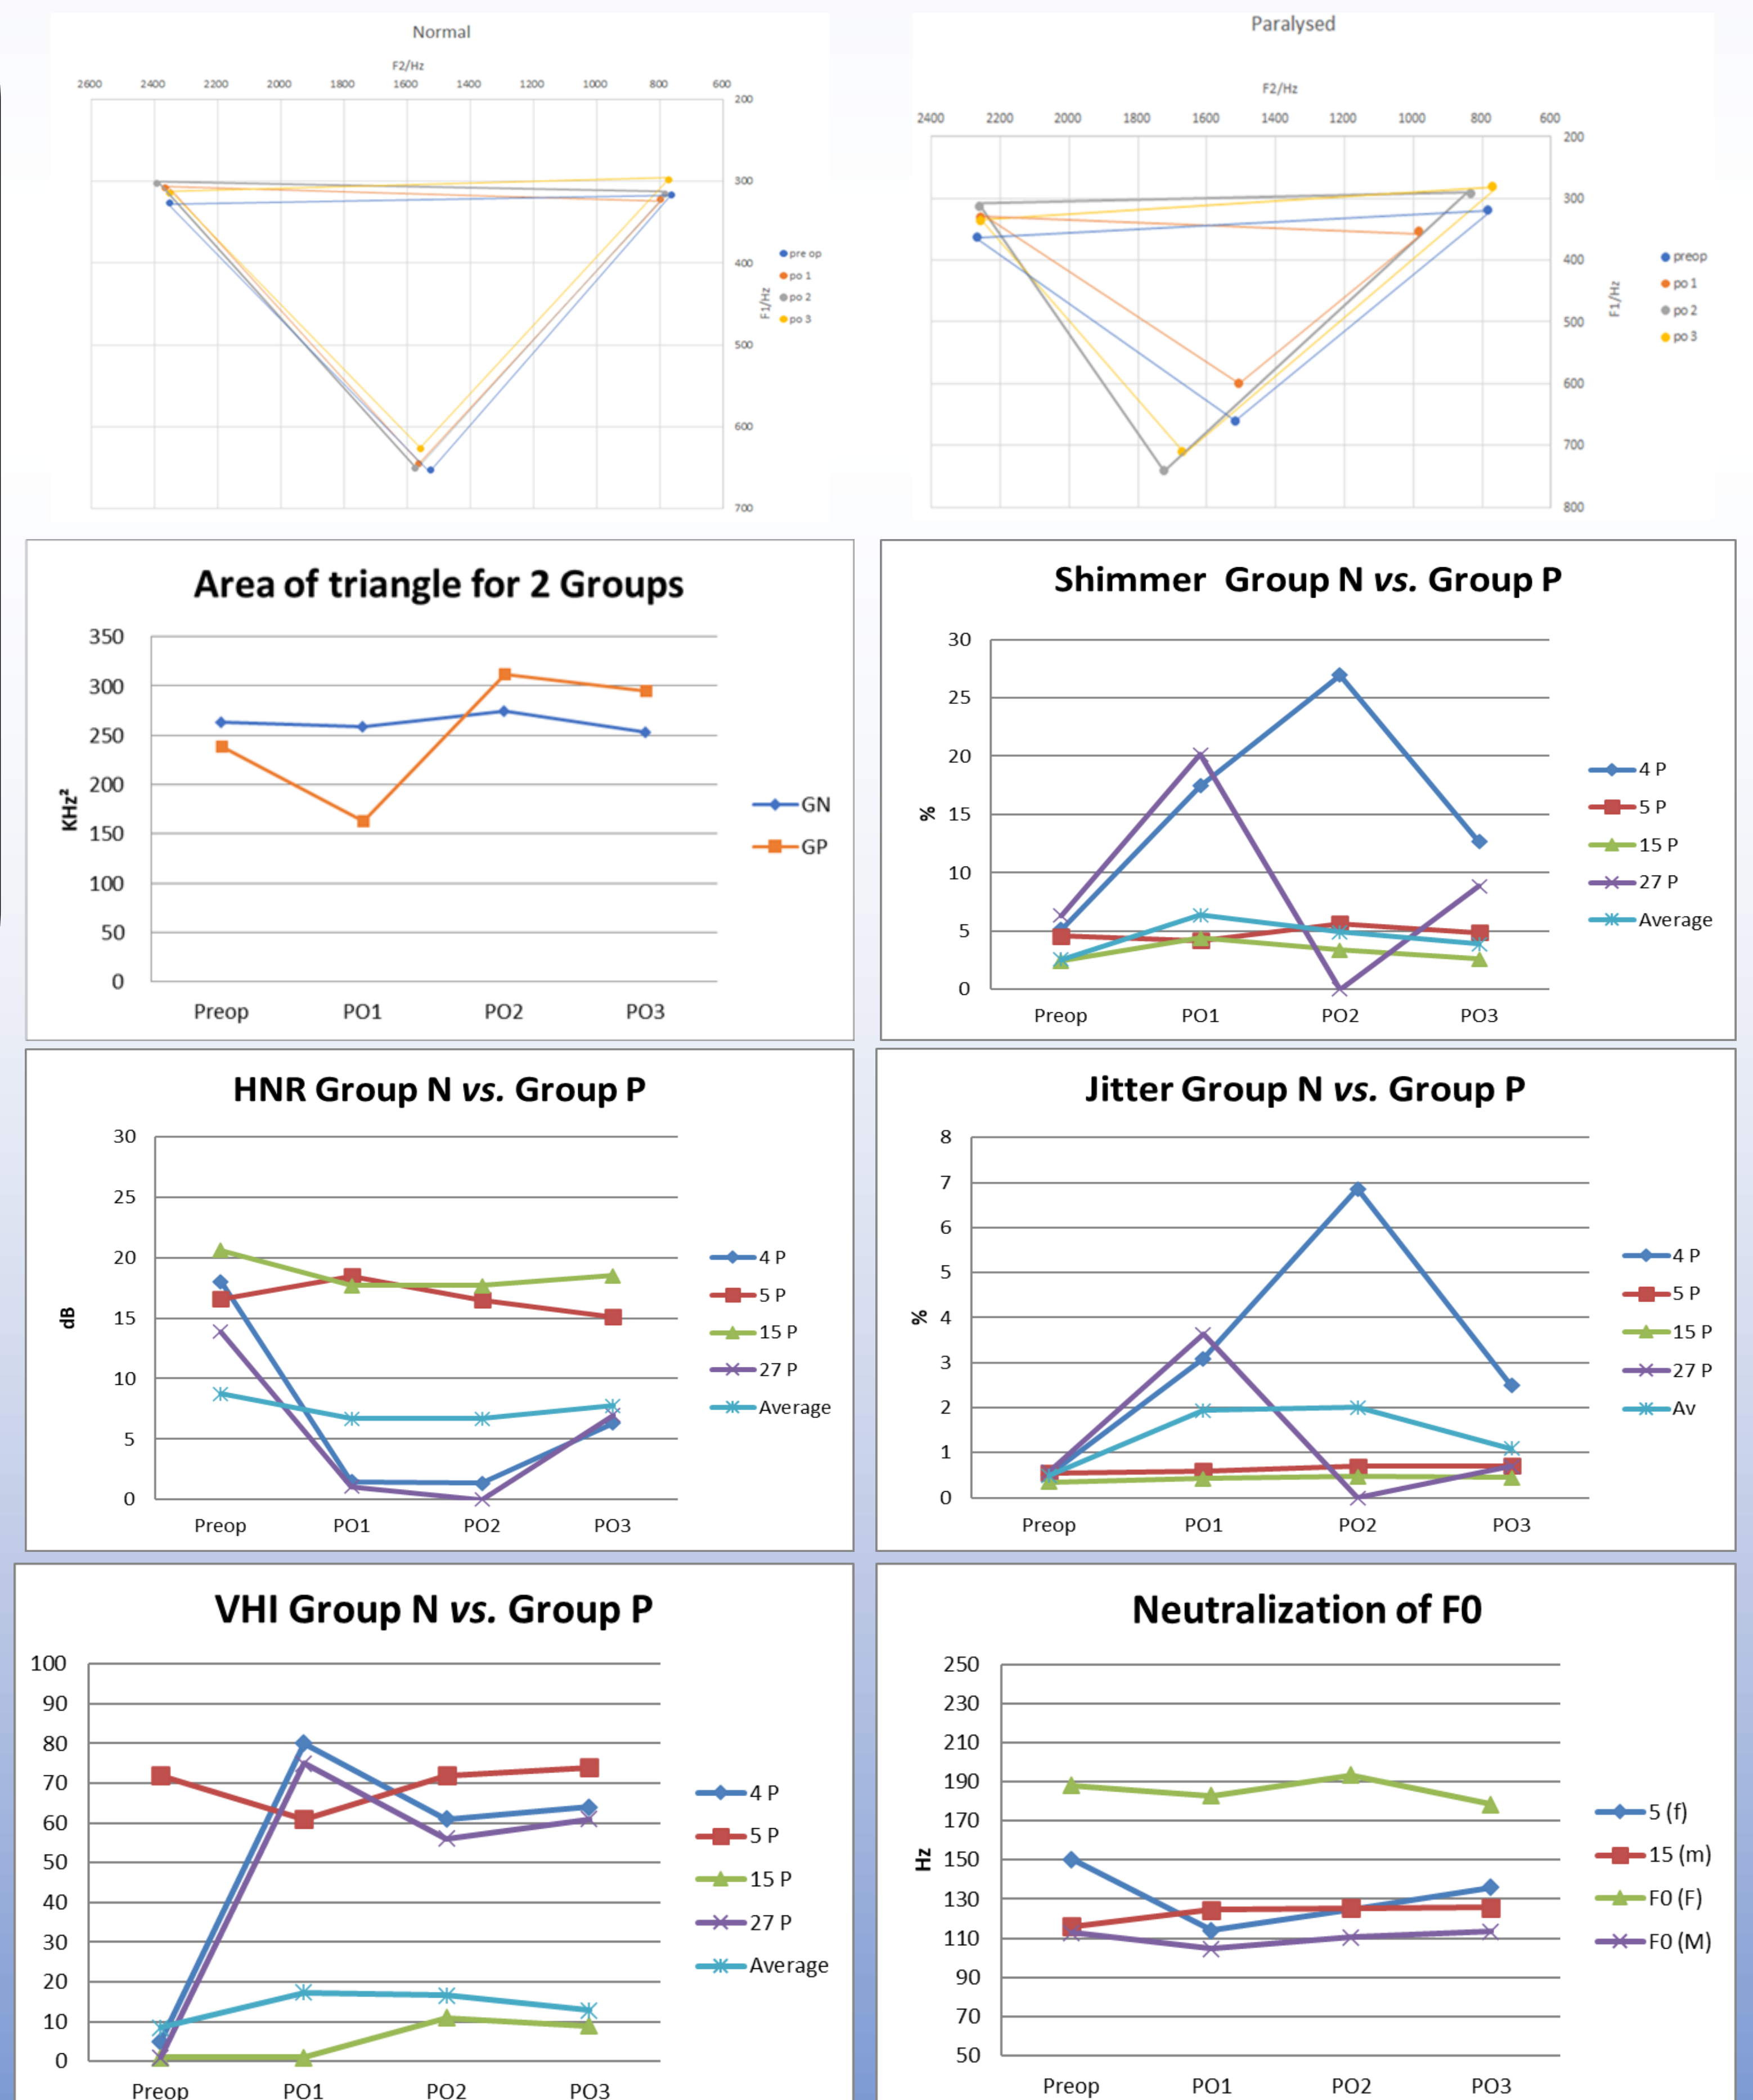 Normal
F2/Hz
2600 2400 2200 2000 1800 1600 1400 1200 1000 800 600
200
300
400
500
600
700
F1/Hz
pre op
po 1
po 2
po 3
Paralysed
F2/Hz
2400 2200 2000 1800 1600 1400 1200 1000 800 600
200
300
400
500
600
700
800
F1/Hz
preop
po 1
po 2
po 3
Area of triangle for 2 Groups
350
300
250
200
150
100
50
0
KHz²
Preop PO1 PO2 PO3
GN
GP
Shimmer Group N vs. Group P
30
25
20
15
10
5
0
%
Preop PO1 PO2 PO3
4 P
5 P
15 P
27 P
Average
HNR Group N vs. Group P
30
25
20
15
10
5
0
dB
Preop PO1 PO2 PO3
4 P
5 P
15 P
27 P
Average
Jitter Group N vs. Group P
8
7
6
5
4
3
2
1
0
%
Preop PO1 PO2 PO3
4 P
5 P
15 P
27 P
Av
VHI Group N vs. Group P
100
90
80
70
60
50
40
30
20
10
0
Preop PO1 PO2 PO3
4 P
5 P
15 P
27 P
Average
Neutralization of F0
250
230
210
190
170
150
130
110
90
70
50
Hz
Preop PO1 PO2 PO3
5 (f)
15 (m)
F0 (F)
F0 (M)